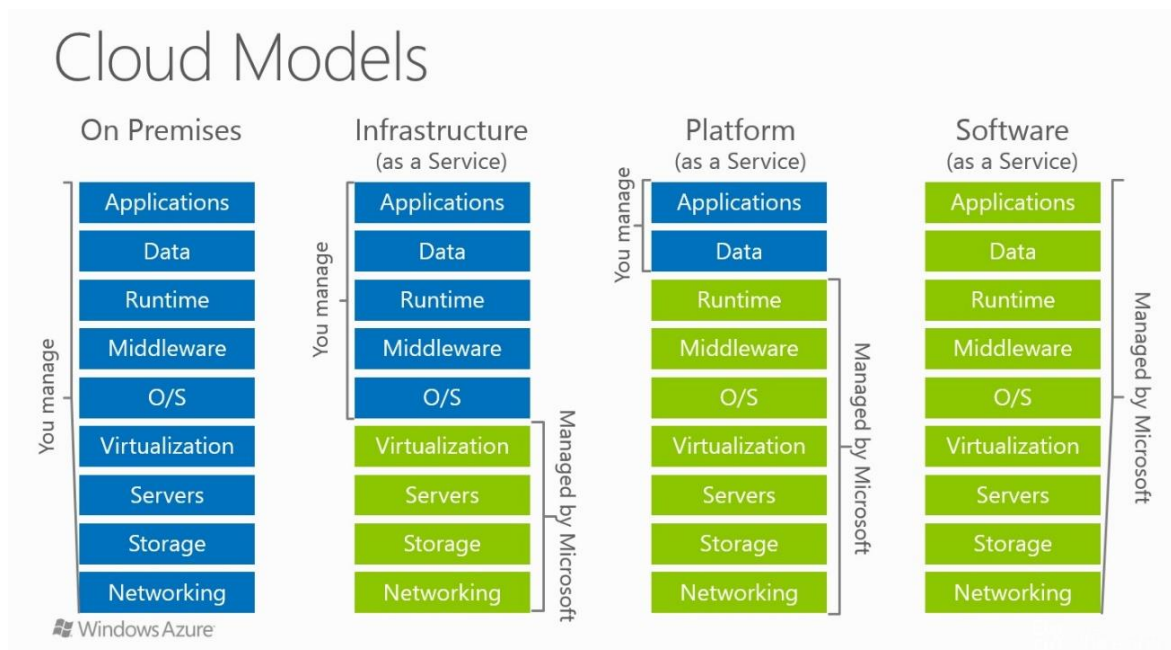 Cloud Models
On Premises
You manage
Applications
Data
Runtime
Middleware
O/S
Virtualization
Servers
Storage
Networking
Infrastructure
(as a Service)
You manage
Applications
Data
Runtime
Middleware
O/S
Virtualization
Servers
Storage
Networking
Managed by Microsoft
Platform
(as a Service)
You manage
Applications
Data
Runtime
Middleware
O/S
Virtualization
Servers
Storage
Networking
Managed by Microsoft
Software
(as a Service)
Applications
Data
Runtime
Middleware
O/S
Virtualization
Servers
Storage
Networking
Managed by Microsoft
Windows Azure